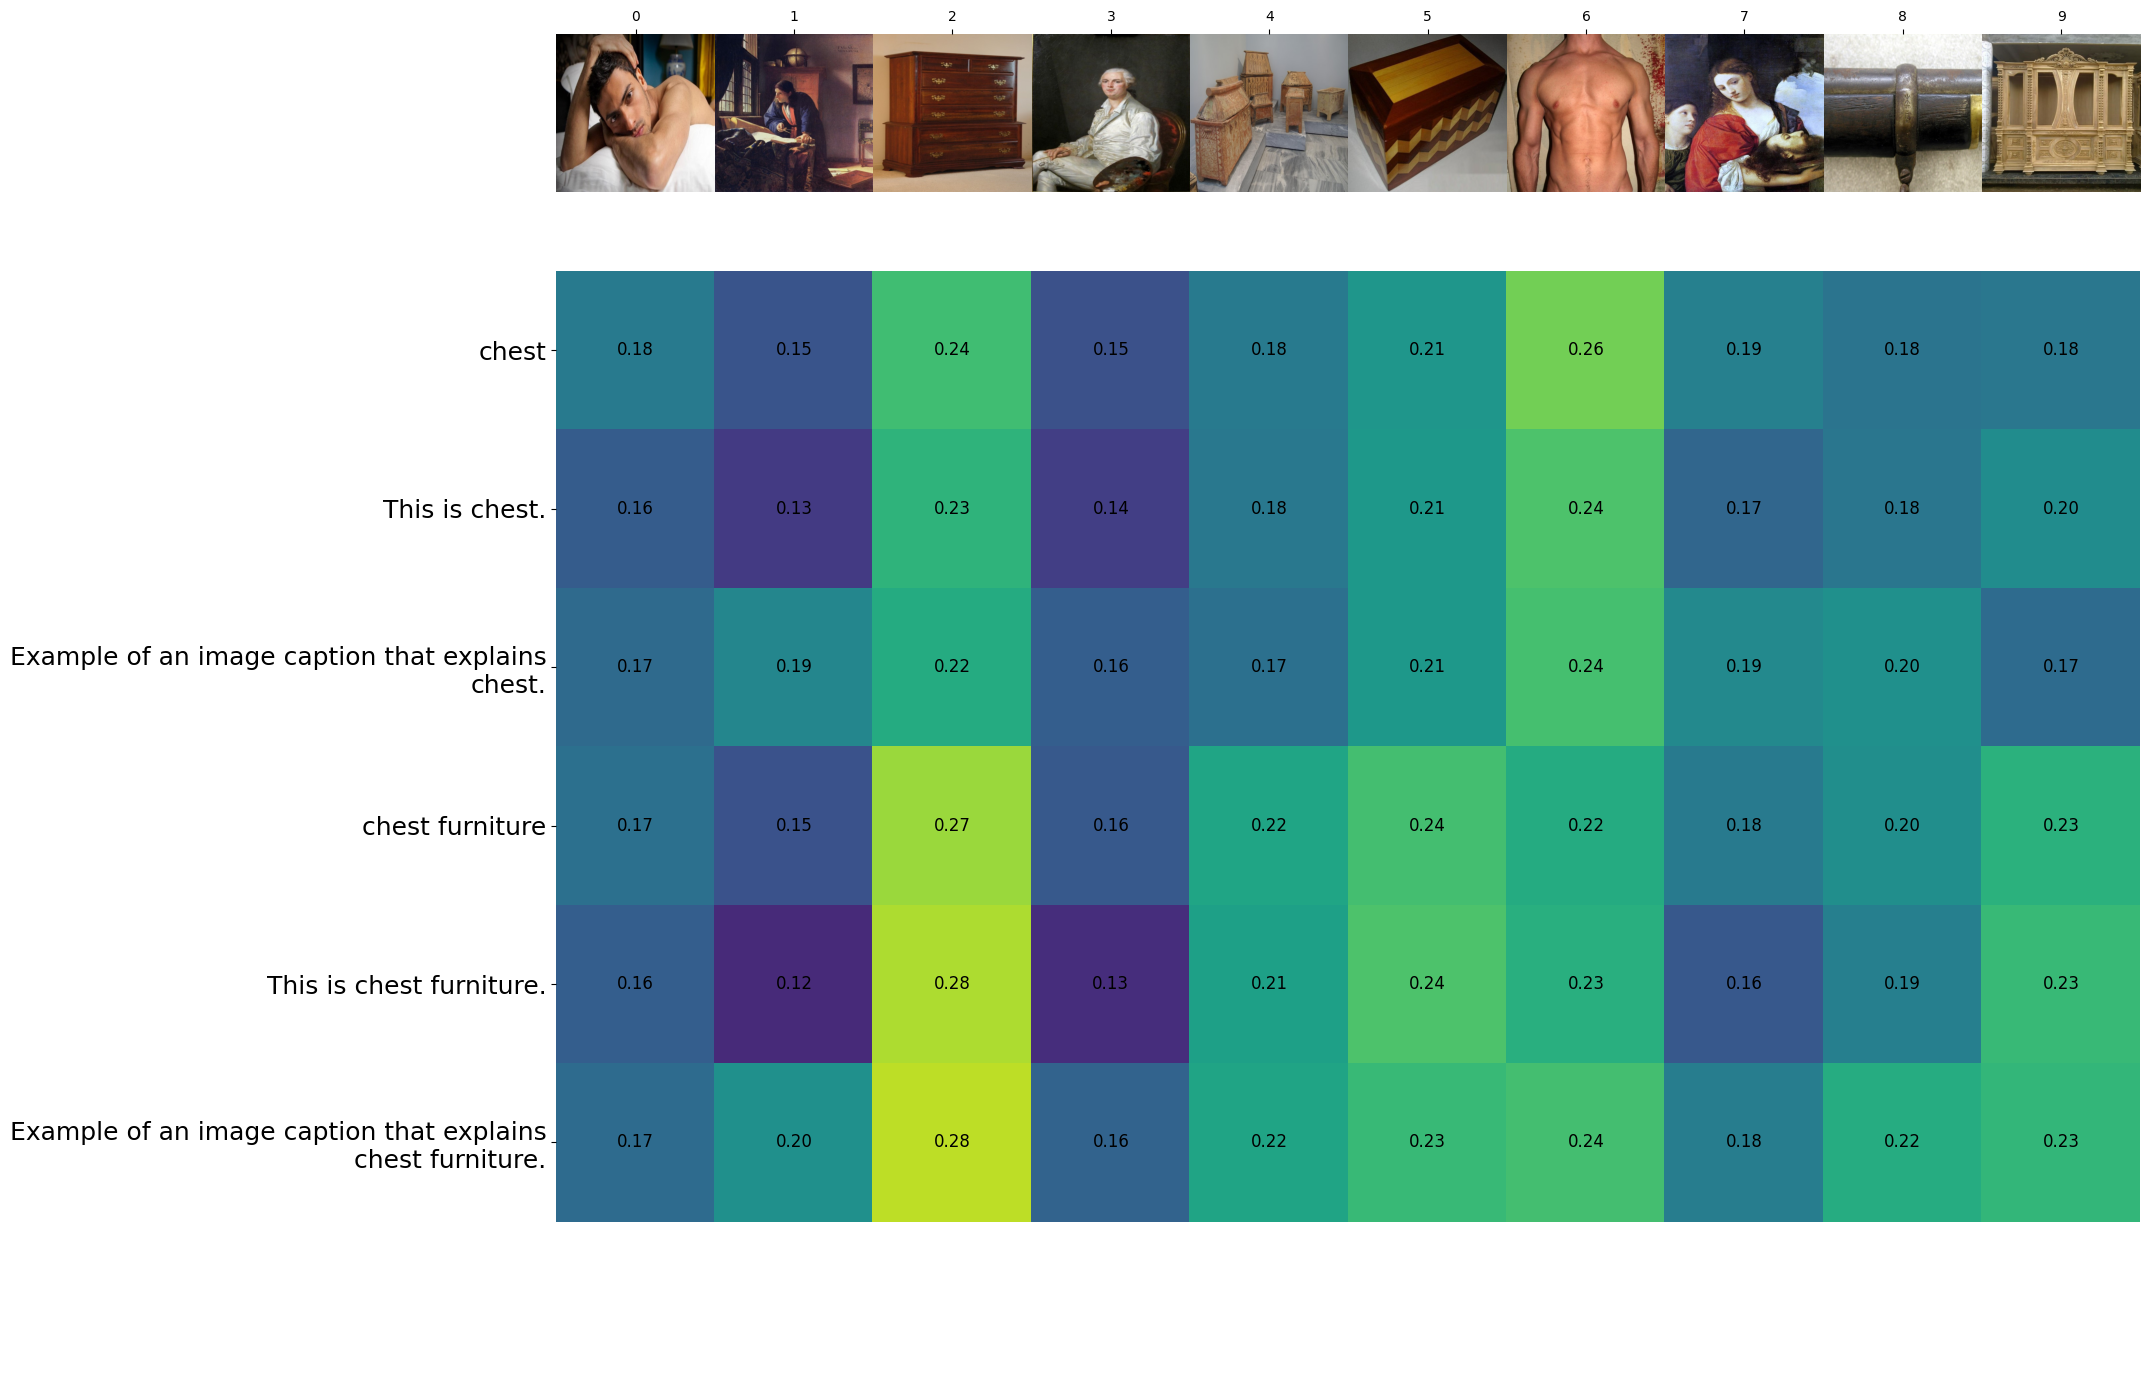 0 1 2 3 4 5 6 7 8 9
chest 0.18 0.15 0.24 0.15 0.18 0.21 0.26 0.19 0.18 0.18
This is chest. 0.16 0.13 0.23 0.14 0.18 0.21 0.24 0.17 0.18 0.20
Example of an image caption that explains
chest. 0.17 0.19 0.22 0.16 0.17 0.21 0.24 0.19 0.20 0.17
chest furniture 0.17 0.15 0.27 0.16 0.22 0.24 0.22 0.18 0.20 0.23
This is chest furniture. 0.16 0.12 0.28 0.13 0.21 0.24 0.23 0.16 0.19 0.23
Example of an image caption that explains
chest furniture. 0.17 0.20 0.28 0.16 0.22 0.23 0.24 0.18 0.22 0.23